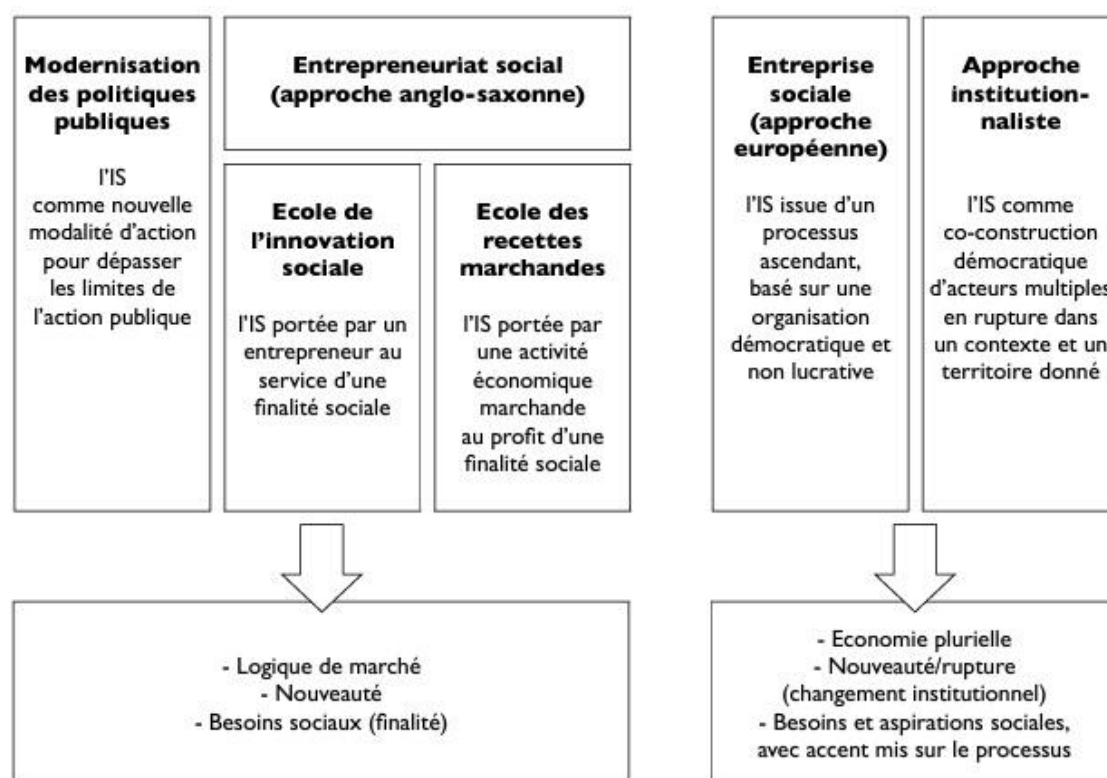 Modernisation
des politiques
publiques
l'IS
comme nouvelle
modalité d'action
pour dépasser
les limites de
l'action publique
Entrepreneuriat social
(approche anglo-saxonne)
Ecole de
l'innovation
sociale
l'IS portée par un
entrepreneur au
service d'une
finalité sociale
Ecole des
recettes
marchandes
l'IS portée par
une activité
économique
marchande
au profit d'une
finalité sociale
Entreprise
sociale
(approche
européenne)
l'IS issue d'un
processus
ascendant,
basé sur une
organisation
démocratique et
non lucrative
Approche
institution-
naliste
l'IS comme
co-construction
démocratique
d'acteurs multiples
en rupture dans
un contexte et un
territoire donné
- Logique de marché
- Nouveauté
- Besoins sociaux (finalité)
- Economie plurielle
- Nouveauté/rupture
(changement institutionnel)
- Besoins et aspirations sociales,
avec accent mis sur le processus